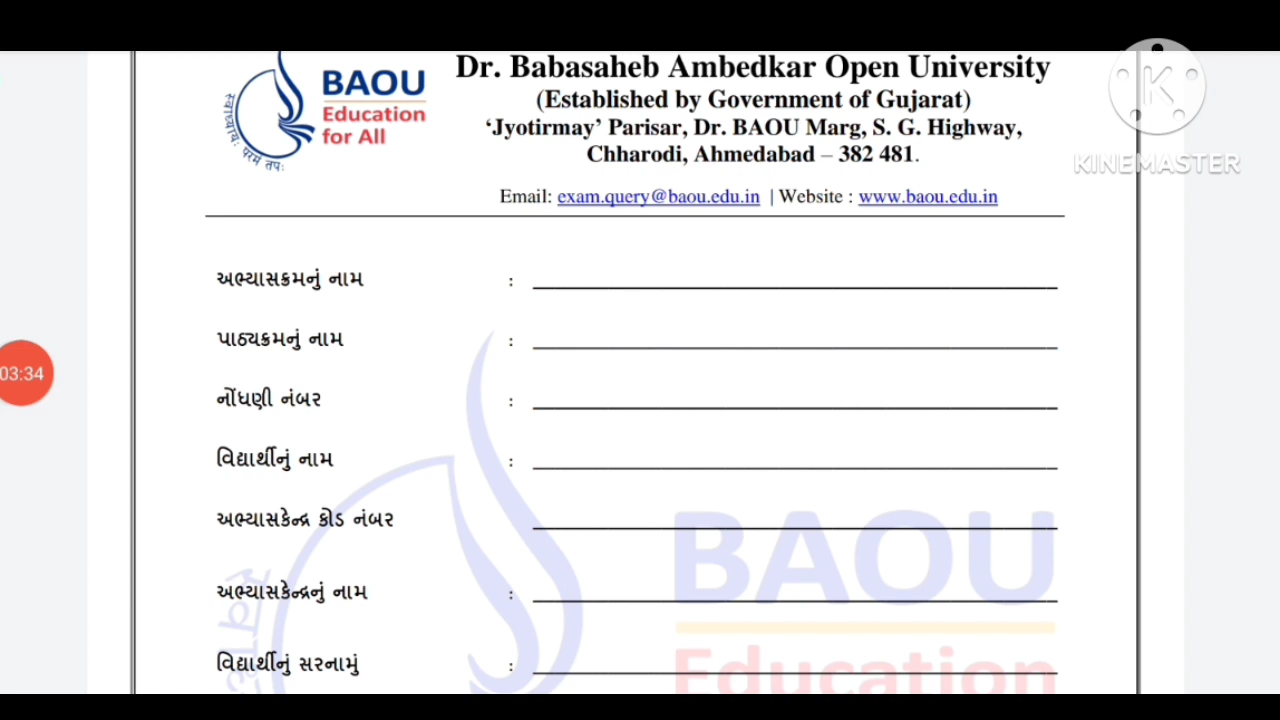 Dr. Babasaheb Ambedkar Open University
BAOU
Education
for All
स्वाध्यायः परमं तपः
(Established by Government of Gujarat)
‘Jyotirmay’ Parisar, Dr. BAOU Marg, S. G. Highway,
Chharodi, Ahmedabad – 382 481.
Email: exam.query@baou.edu.in | Website : www.baou.edu.in
KINEMASTER
અભ્યાસક્રમનું નામ :
પાઠ્યક્રમનું નામ :
03:34
નોંધણી નંબર :
વિદ્યાર્થીનું નામ :
અભ્યાસકેન્દ્ર કોડ નંબર
BAOU
અભ્યાસકેન્દ્રનું નામ :
વિદ્યાર્થીનું સરનામું :
Education